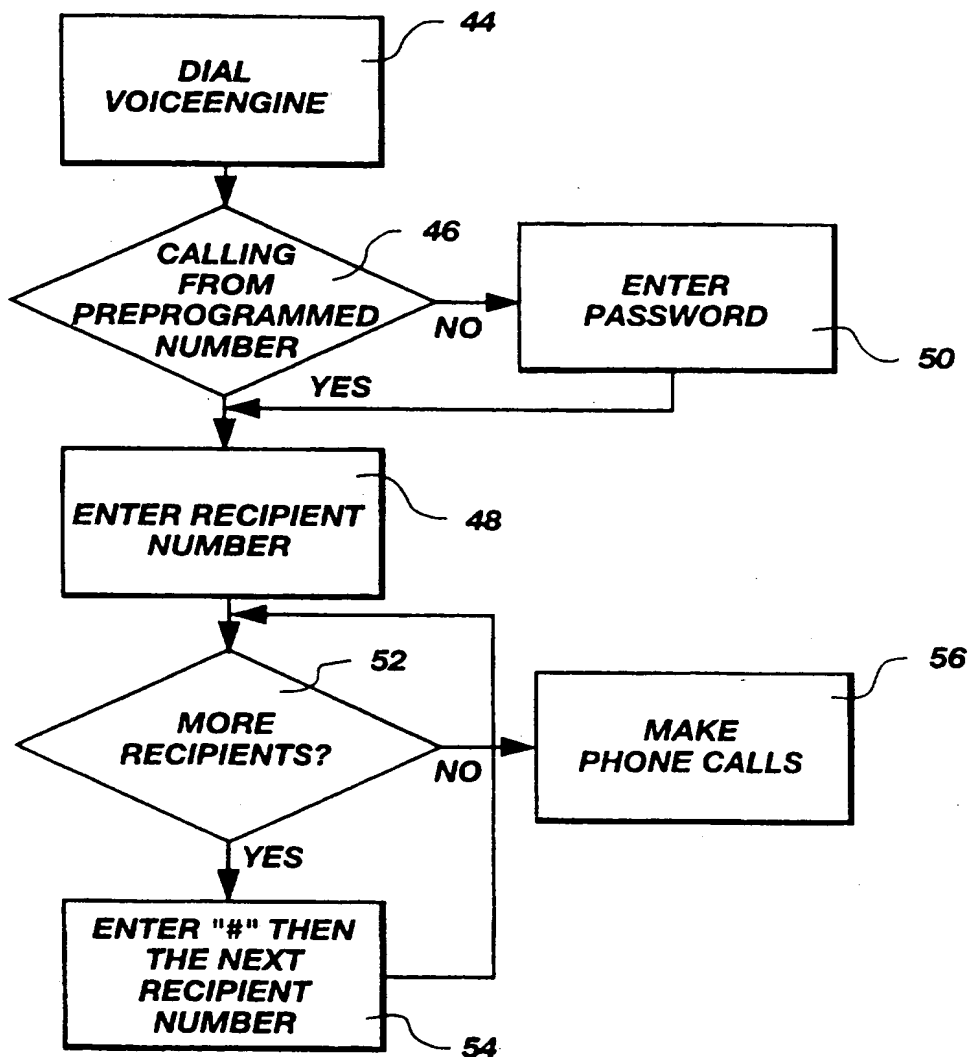 44
DIAL
VOICEENGINE
46
CALLING
FROM
PREPROGRAMMED
NUMBER
NO
ENTER
PASSWORD
50
YES
ENTER RECIPIENT
NUMBER
48
52
MORE
RECIPIENTS?
NO
56
MAKE
PHONE CALLS
YES
ENTER "#" THEN
THE NEXT
RECIPIENT
NUMBER
54